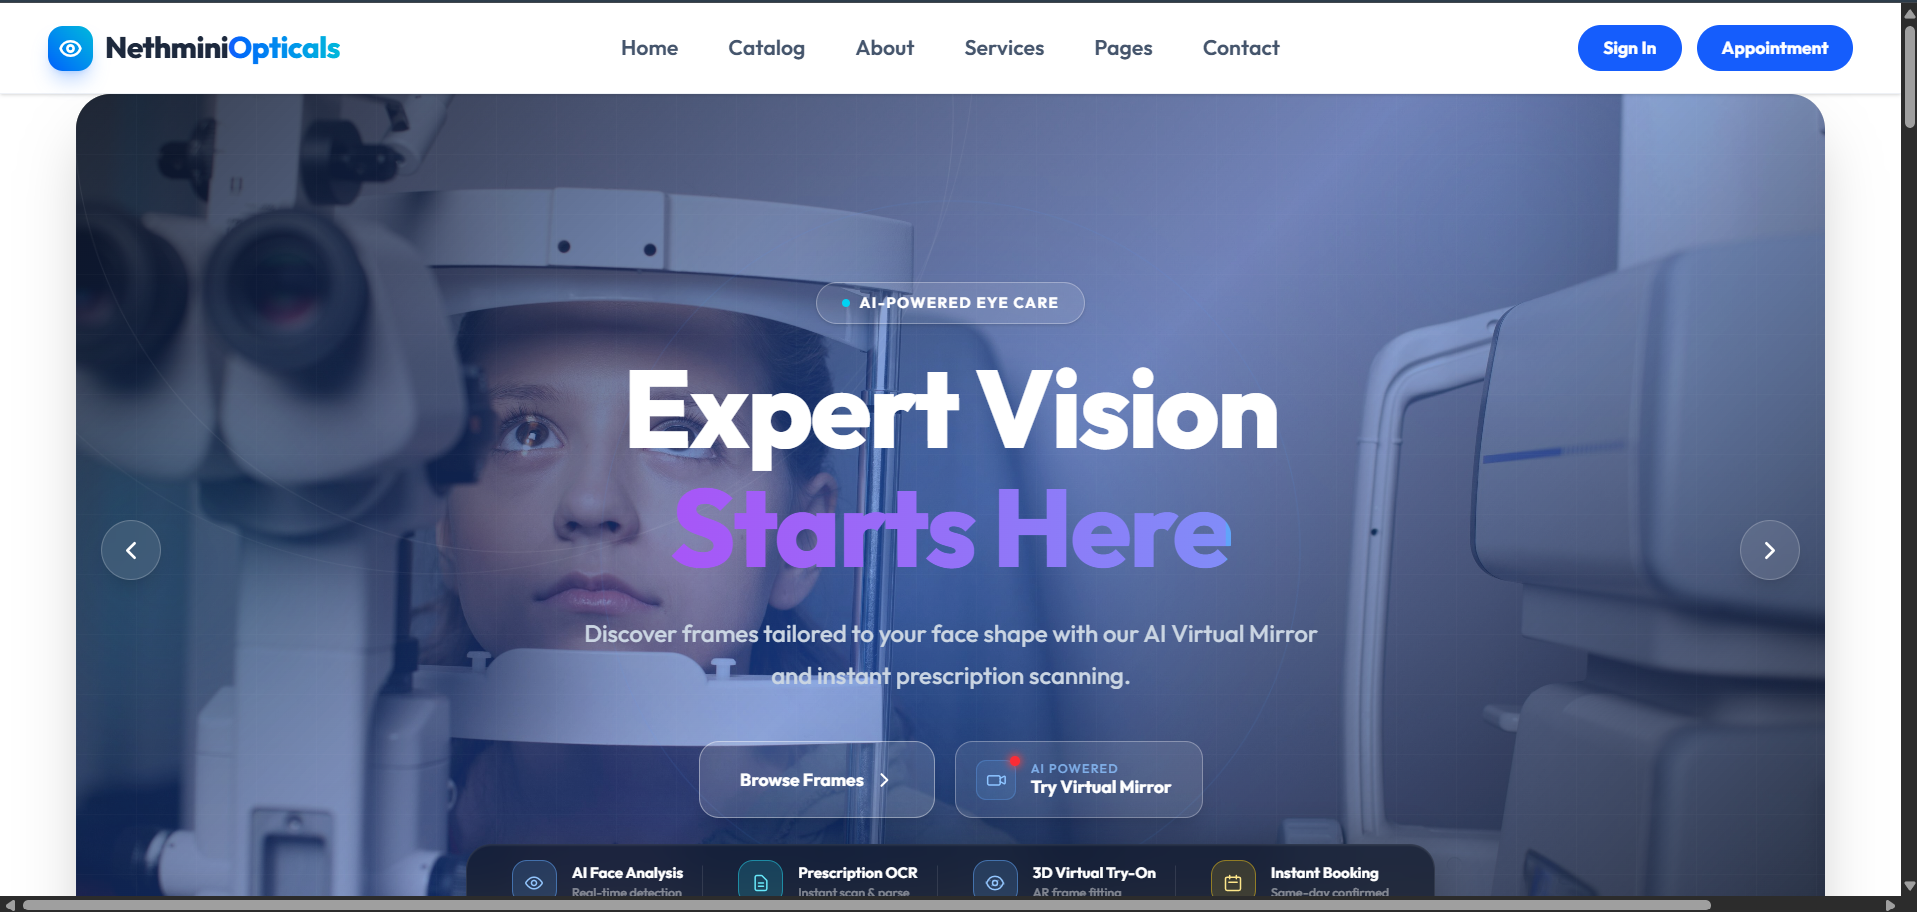 NethminiOpticals
Home
Catalog
About
Services
Pages
Contact
Sign In
Appointment
AI-POWERED EYE CARE
Expert Vision
Starts Here
Discover frames tailored to your face shape with our AI Virtual Mirror
and instant prescription scanning.
Browse Frames
AI POWERED
Try Virtual Mirror
AI Face Analysis
Real-time detection
Prescription OCR
Instant scan & parse
3D Virtual Try-On
AR frame fitting
Instant Booking
Same-day confirmed